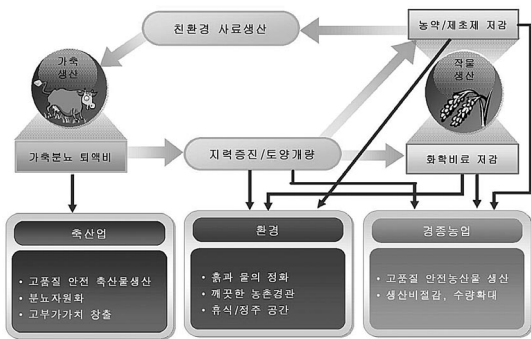 친환경 사료생산
농약/제초제 저감
가축
생산
작물
생산
가축분뇨 퇴액비
지력증진/토양개량
화학비료 저감
축산업
환경
경종농업
• 고품질 안전 축산물생산
• 분뇨자원화
• 고부가가치 창출
• 흙과 물의 정화
• 깨끗한 농촌경관
• 휴식/정주 공간
• 고품질 안전농산물 생산
• 생산비절감, 수량확대